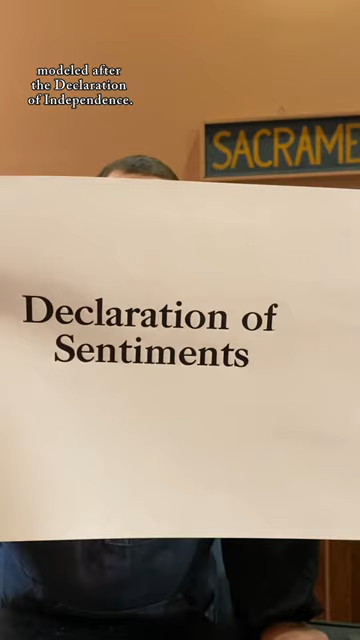 modeled after
the Declaration
of Independence.
SACRAME
Declaration of
Sentiments